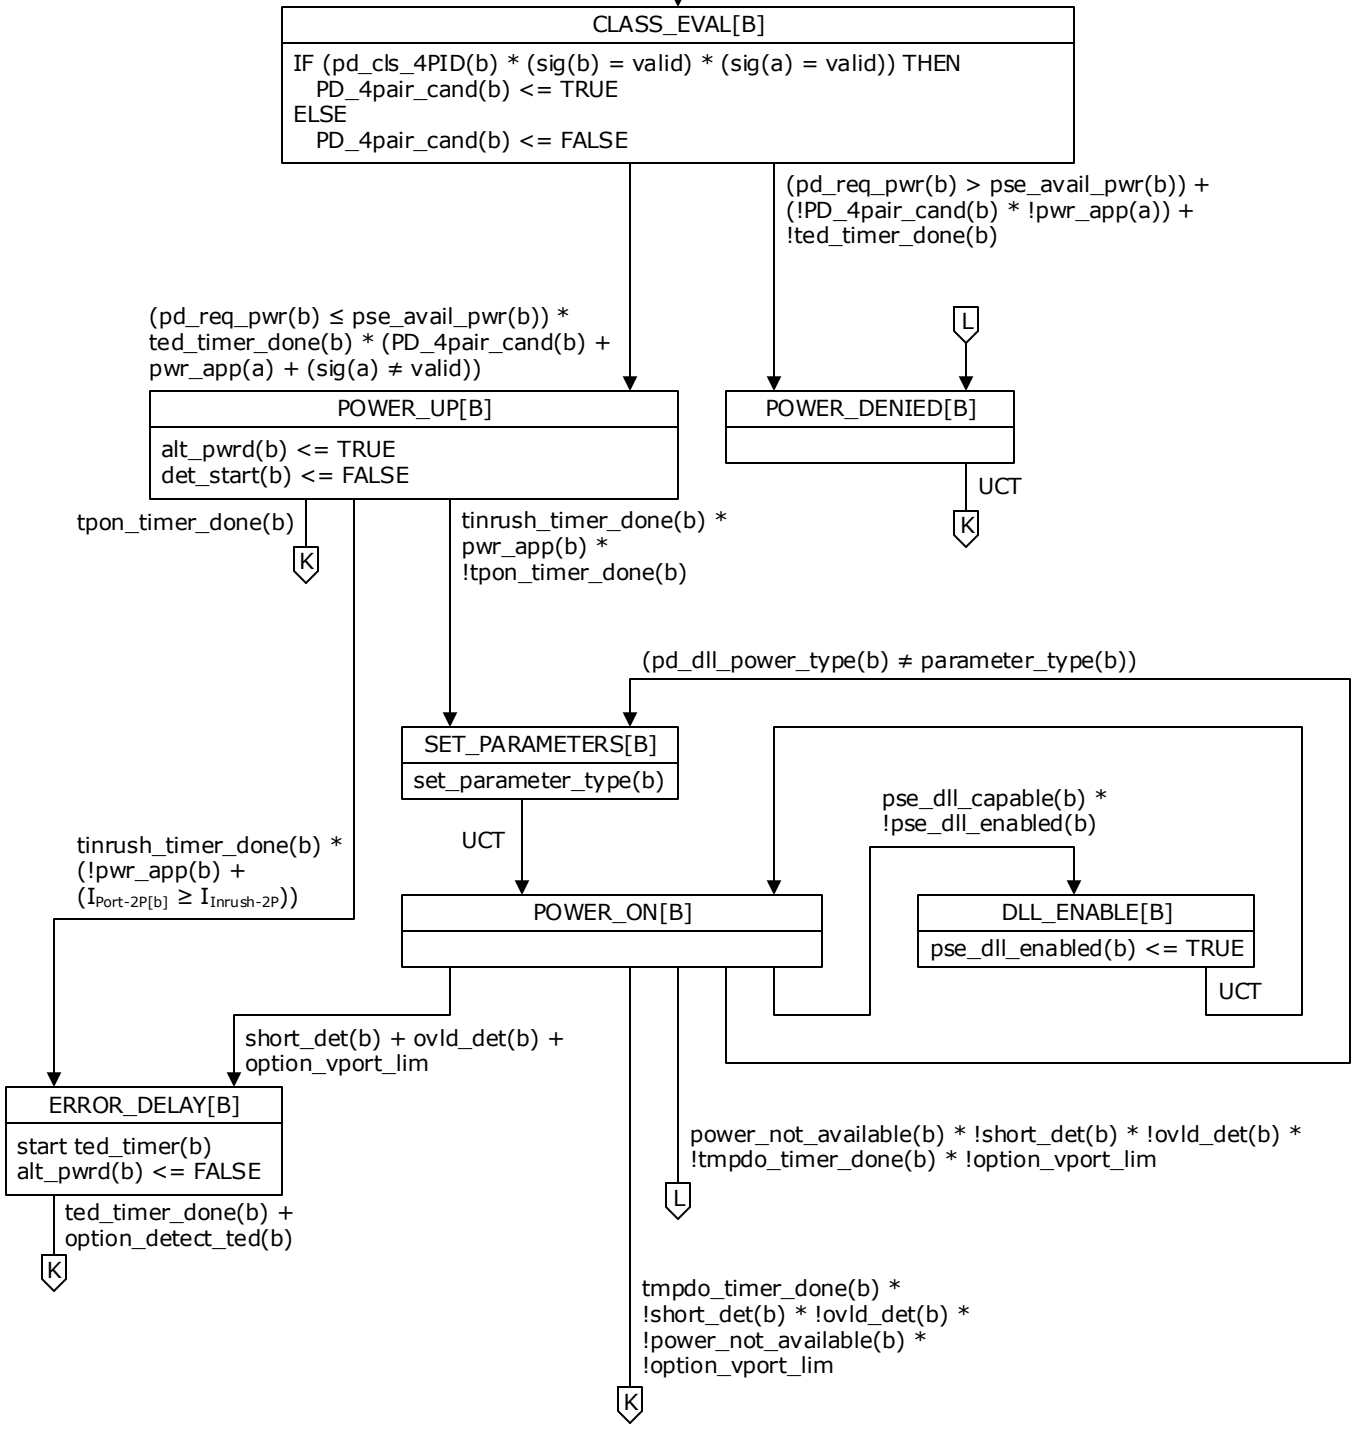 CLASS_EVAL[B]
IF (pd_cls_4PID(b) * (sig(b) = valid) * (sig(a) = valid)) THEN
PD_4pair_cand(b) <= TRUE
ELSE
PD_4pair_cand(b) <= FALSE
(pd_req_pwr(b) > pse_avail_pwr(b)) +
(!PD_4pair_cand(b) * !pwr_app(a)) +
!ted_timer_done(b)
(pd_req_pwr(b) ≤ pse_avail_pwr(b)) *
ted_timer_done(b) * (PD_4pair_cand(b) +
pwr_app(a) + (sig(a) ≠ valid))
L
POWER_UP[B]
alt_pwrd(b) <= TRUE
det_start(b) <= FALSE
POWER_DENIED[B]
UCT
K
tpon_timer_done(b)
K
tinrush_timer_done(b) *
pwr_app(b) *
!tpon_timer_done(b)
(pd_dll_power_type(b) ≠ parameter_type(b))
SET_PARAMETERS[B]
set_parameter_type(b)
UCT
pse_dll_capable(b) *
!pse_dll_enabled(b)
tinrush_timer_done(b) *
(!pwr_app(b) +
(IPort-2P[b] ≥ IInrush-2P))
POWER_ON[B]
DLL_ENABLE[B]
pse_dll_enabled(b) <= TRUE
UCT
short_det(b) + ovld_det(b) +
option_vport_lim
ERROR_DELAY[B]
start ted_timer(b)
alt_pwrd(b) <= FALSE
power_not_available(b) * !short_det(b) * !ovld_det(b) *
!tmpdo_timer_done(b) * !option_vport_lim
L
ted_timer_done(b) +
option_detect_ted(b)
K
tmpdo_timer_done(b) *
!short_det(b) * !ovld_det(b) *
!power_not_available(b) *
!option_vport_lim
K